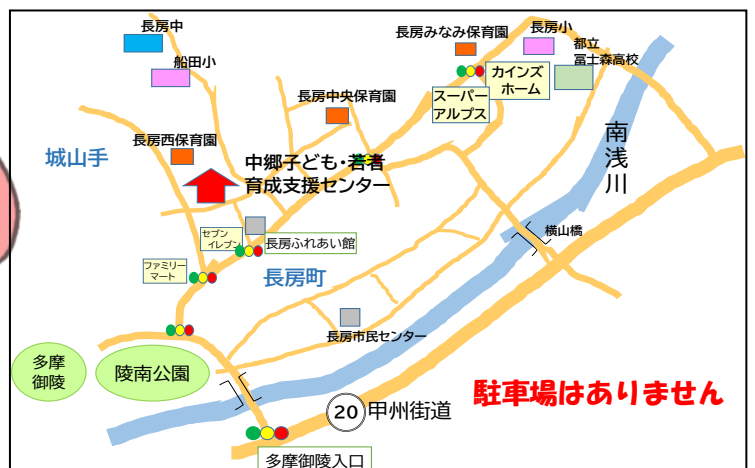 長房中
船田小
長房みなみ保育園
長房小
都立
冨士森高校
カインズ
ホーム
スーパー
アルプス
長房中央保育園
長房西保育園
城山手
中郷子ども・若者
育成支援センター
南浅川
横山橋
セブン
イレブン
長房ふれあい館
ファミリー
マート
長房町
長房市民センター
多摩
御陵
陵南公園
駐車場はありません
20 甲州街道
多摩御陵入口